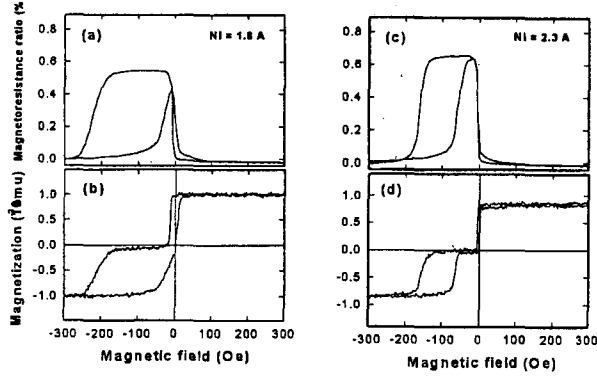 Magnetoresistance ratio (%
0.8
0.6
0.4
0.2
0.0
(a)
Ni = 1.8 A
0.8
0.6
0.4
0.2
0.0
(c)
Ni = 2.3 A
Magnetization
1.0
0.5
0.0
-0.5
-1.0
(b)
1.0
0.5
0.0
-0.5
-1.0
(d)
-300 -200 -100 0 100 200 300
-300 -200 -100 0 100 200 300
Magnetic field (Oe)
Magnetic field (Oe)